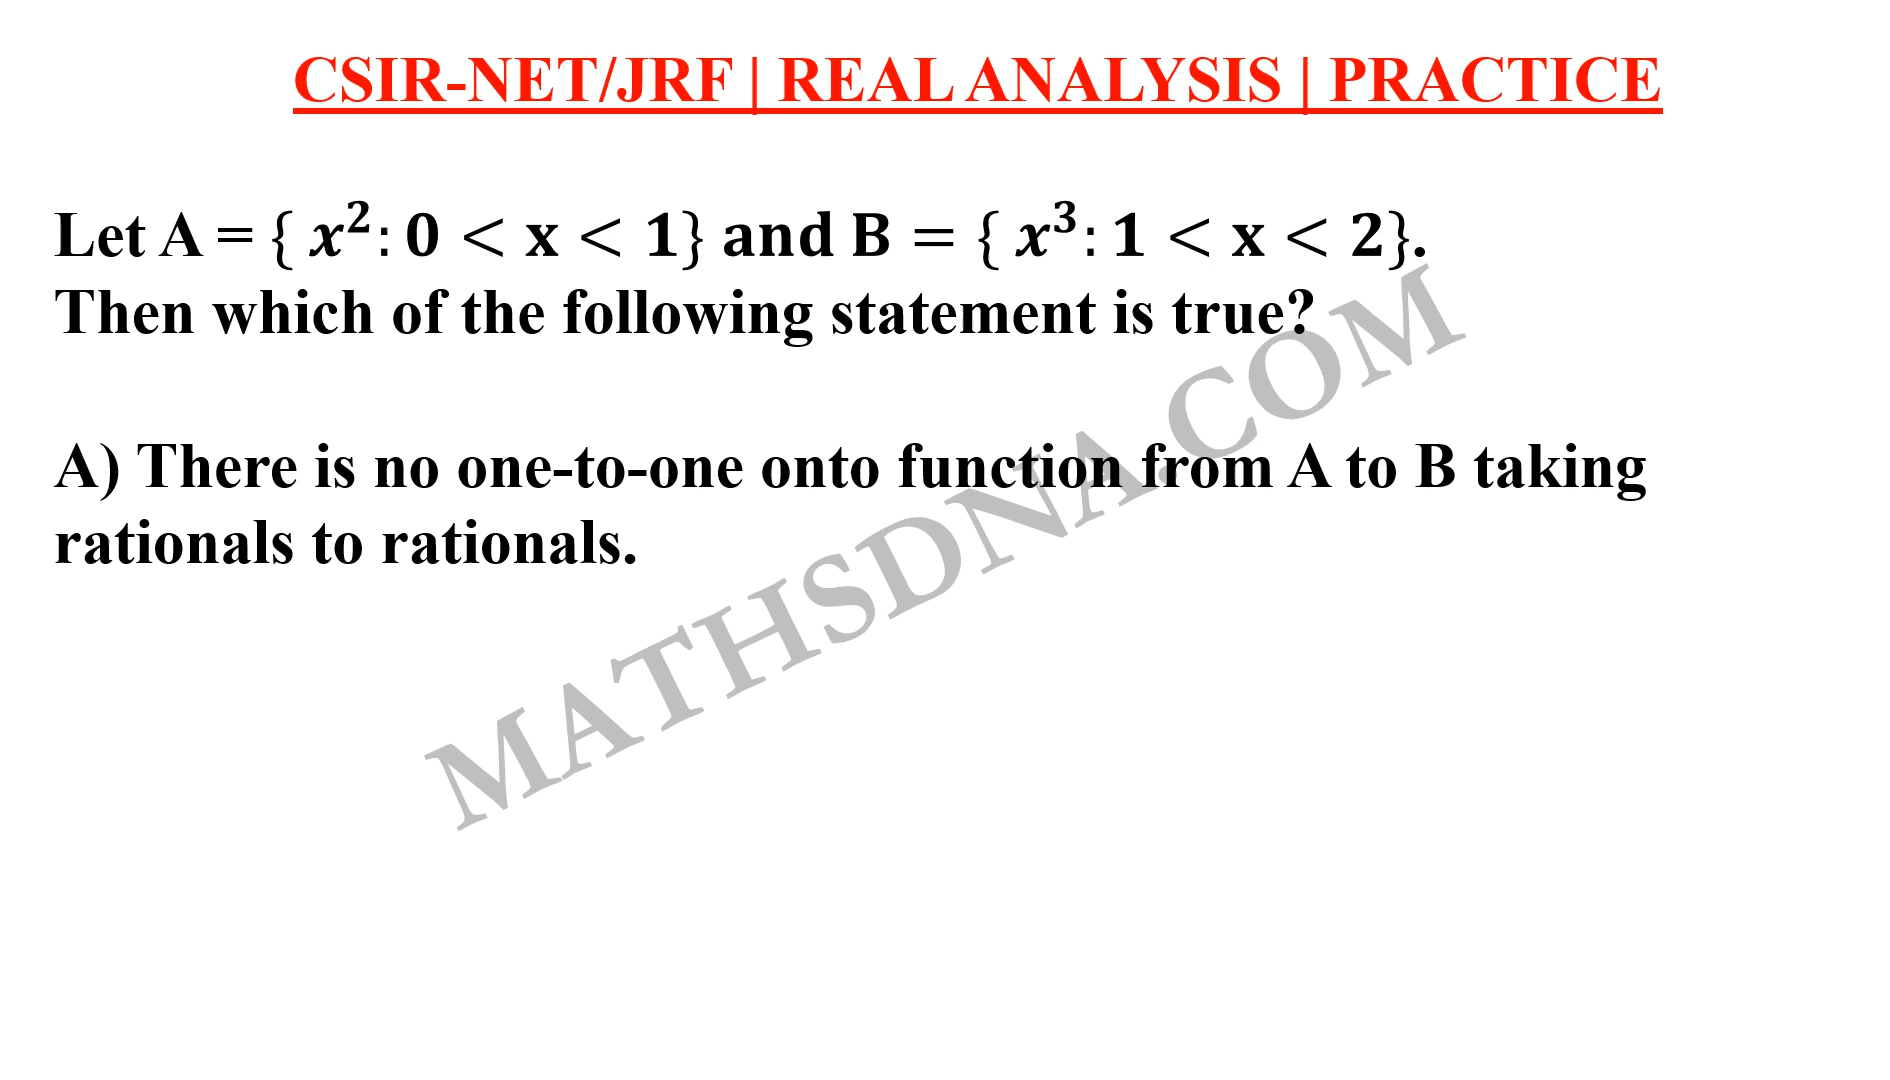 CSIR-NET/JRF | REAL ANALYSIS | PRACTICE
Let A = { x²: 0 < x < 1} and B = { x³: 1 < x < 2}.
Then which of the following statement is true?
A) There is no one-to-one onto function from A to B taking
rationals to rationals.
MATHSDNA.COM